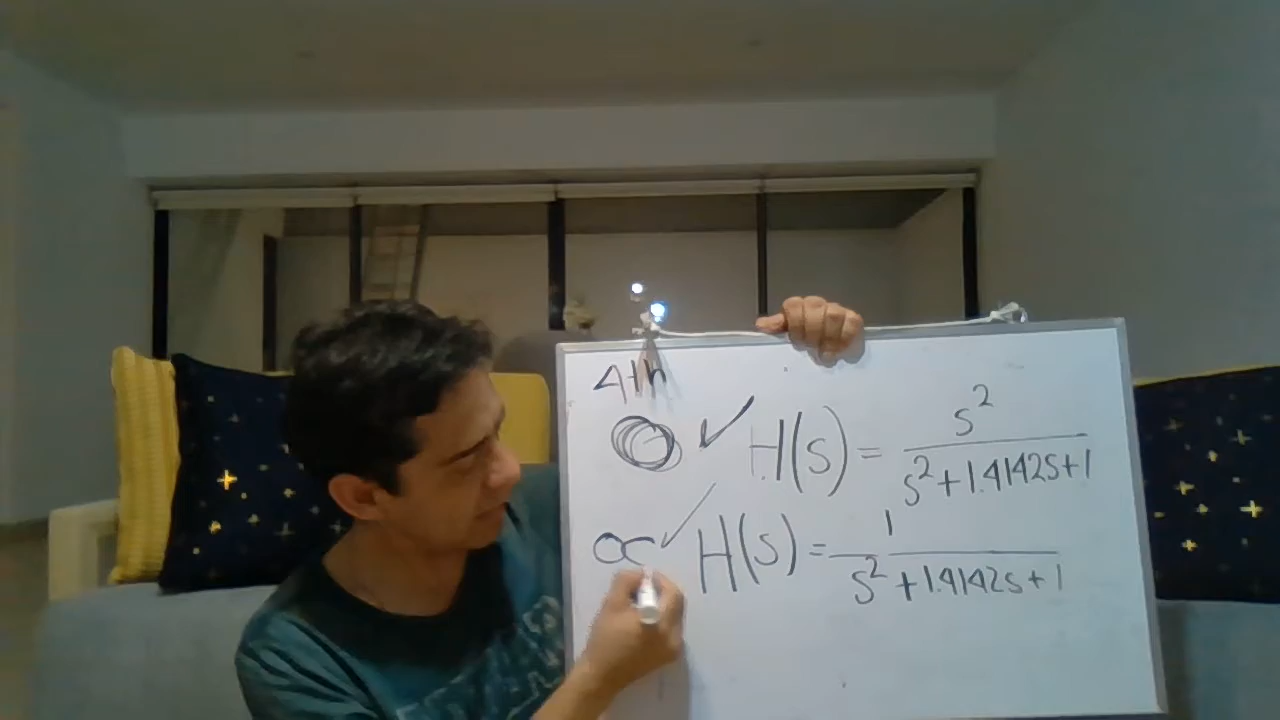 4th
O ✓ H(s) = s² / (s² + 1.4142s + 1)
∝ ✓ H(s) = 1 / (s² + 1.4142s + 1)